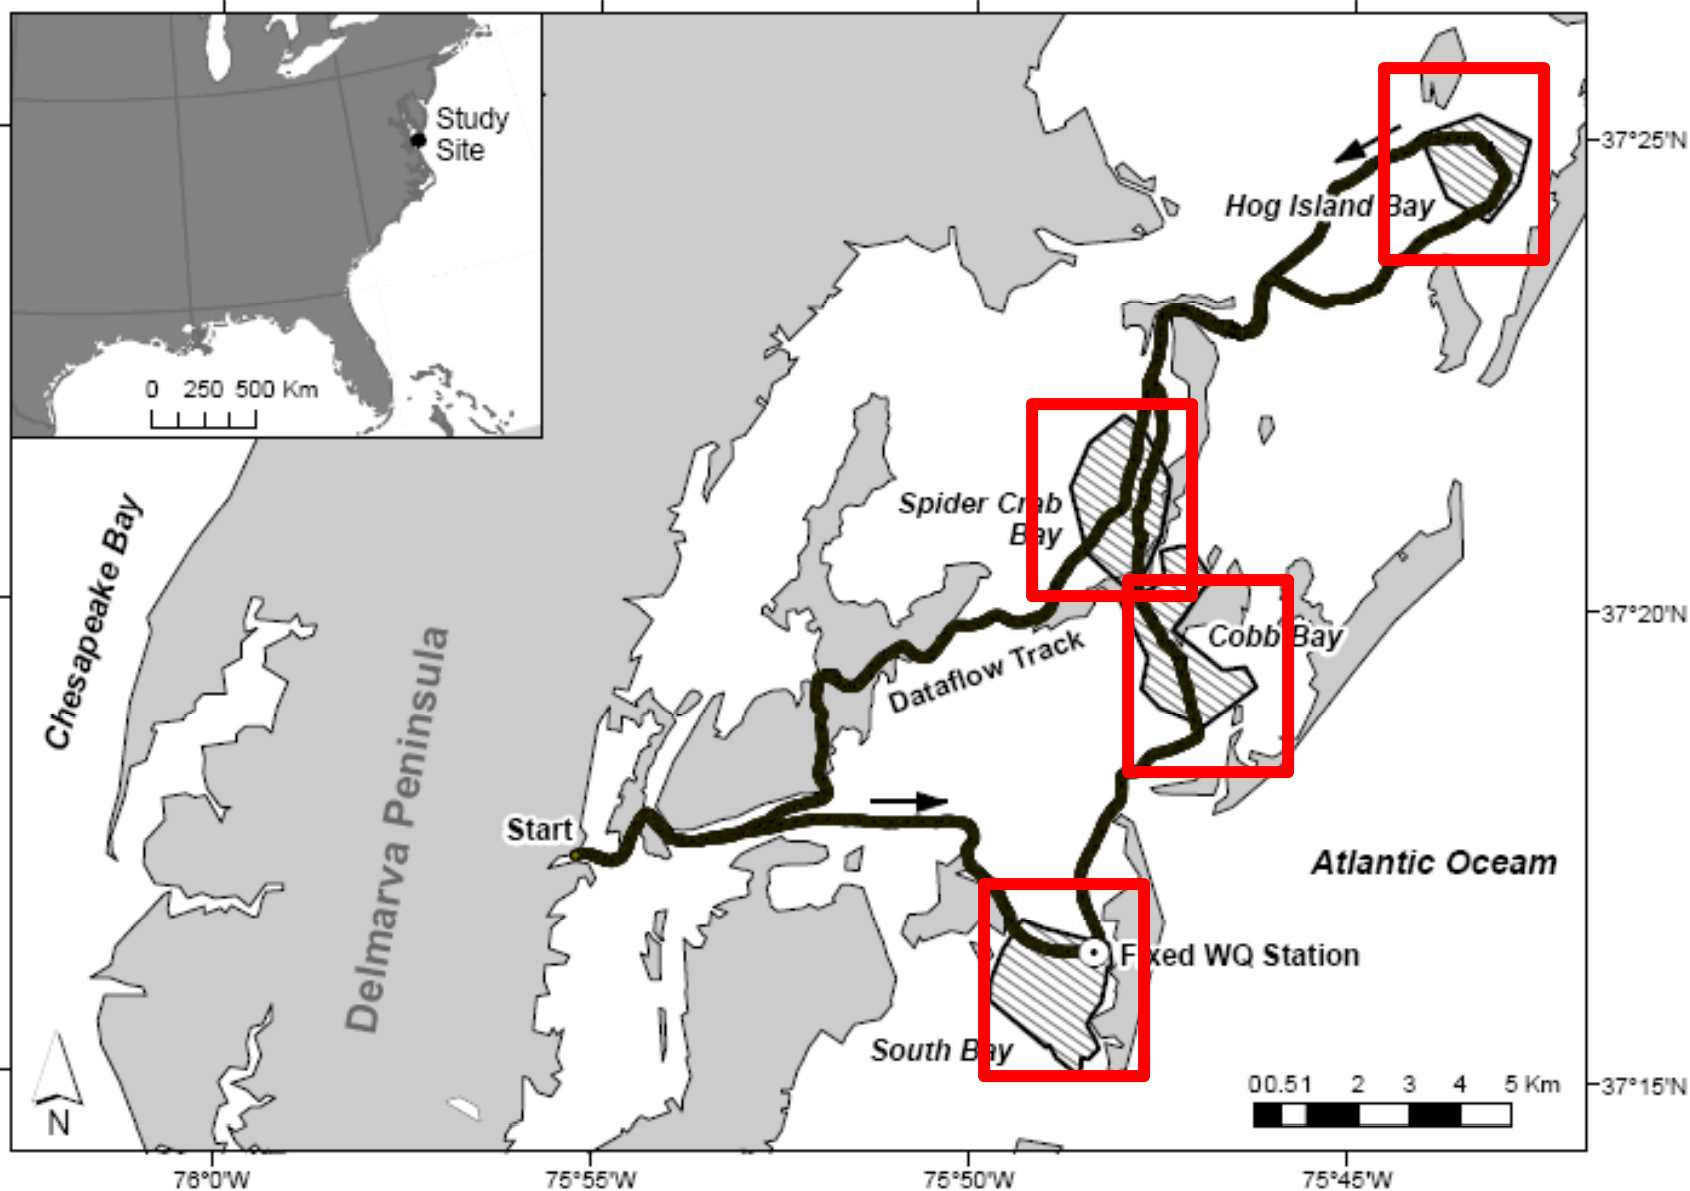 Study
Site
0 250 500 Km
37°25'N
Hog Island Bay
Spider Crab
Bay
Chesapeake Bay
Delmarva Peninsula
37°20'N
Cobb Bay
Dataflow Track
Start
Atlantic Oceam
Fixed WQ Station
South Bay
00.51 2 3 4 5 Km
37°15'N
N
76°0'W 75°55'W 75°50'W 75°45'W